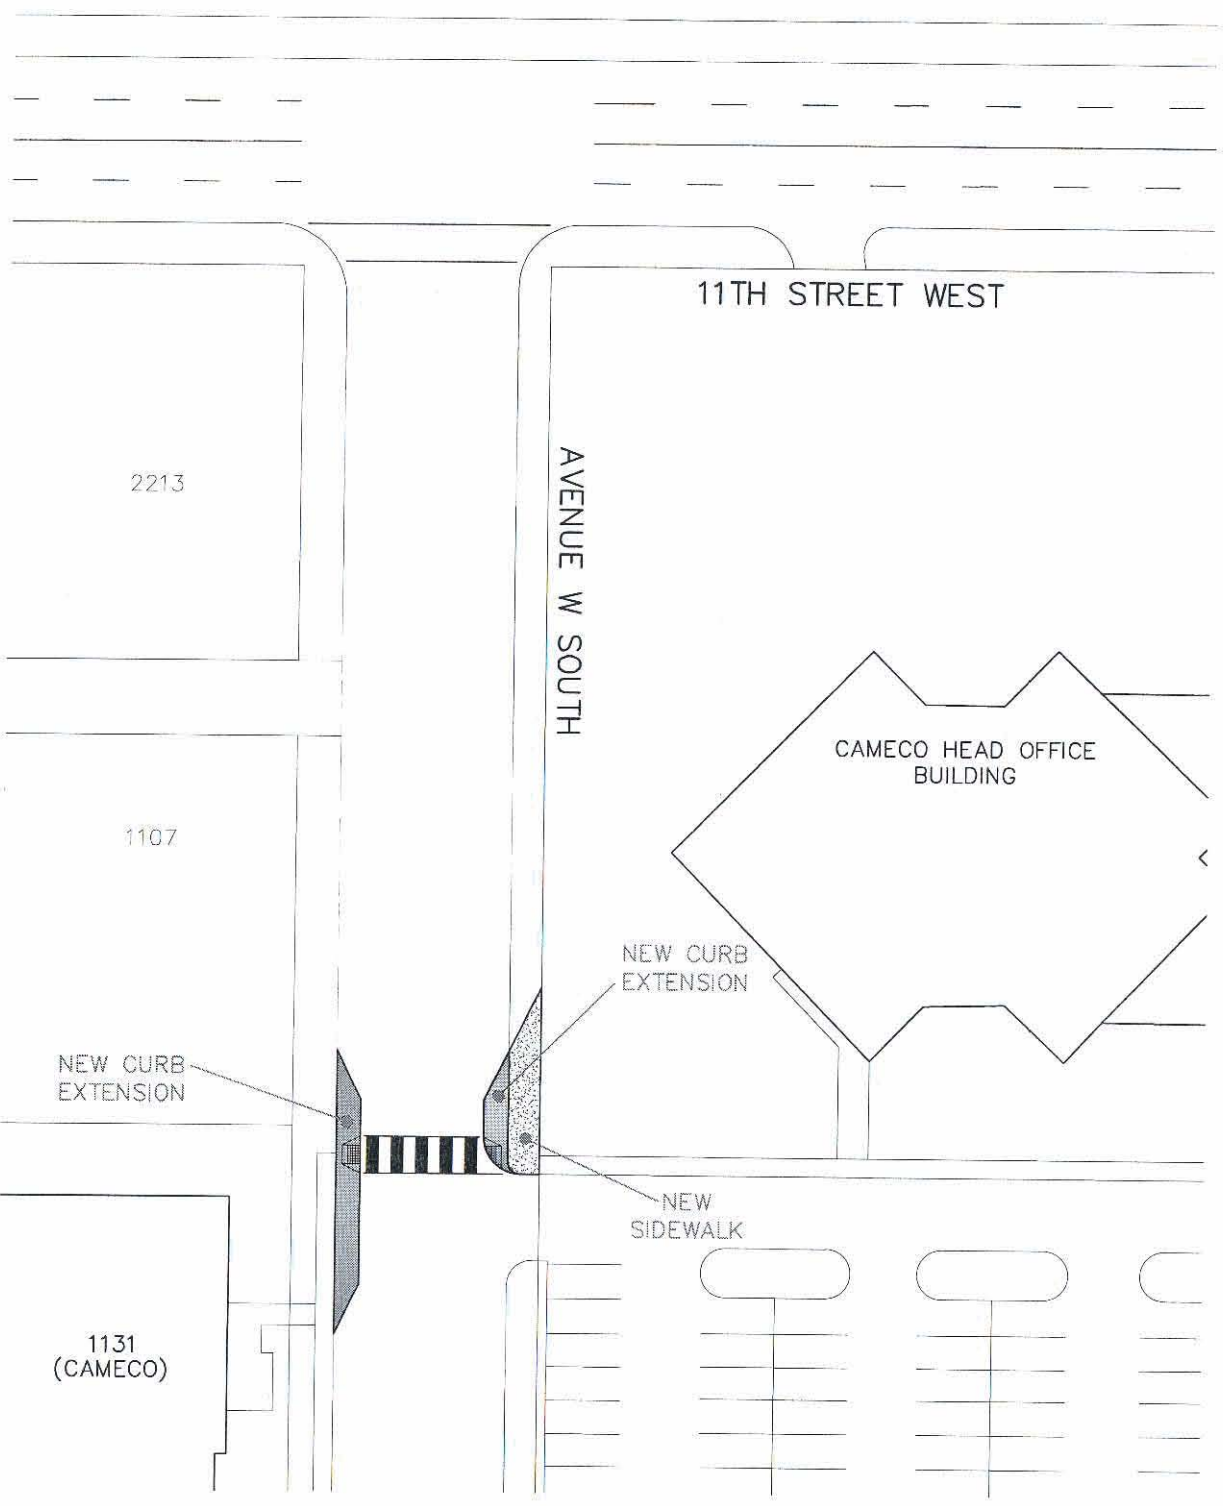 11TH STREET WEST
2213
AVENUE W SOUTH
CAMECO HEAD OFFICE
BUILDING
1107
NEW CURB
EXTENSION
NEW CURB
EXTENSION
NEW
SIDEWALK
1131
(CAMECO)